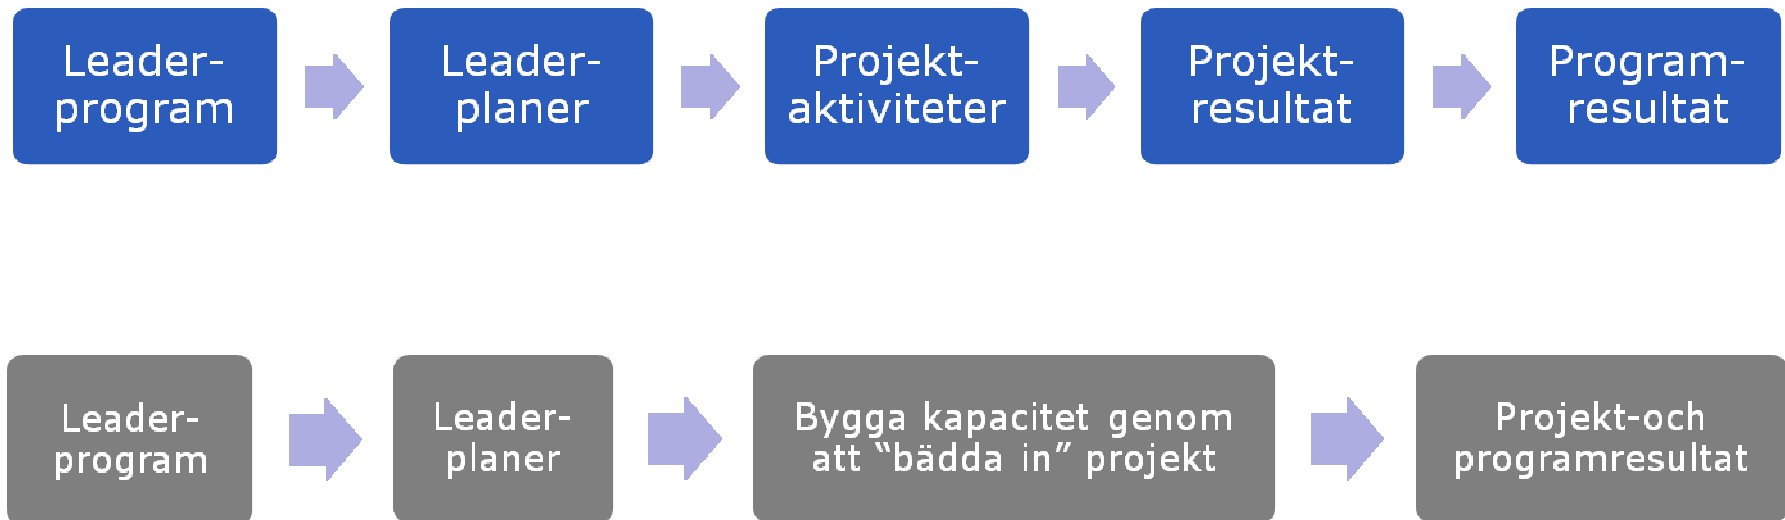 Leader-
program
Leader-
planer
Projekt-
aktiviteter
Projekt-
resultat
Program-
resultat
Leader-
program
Leader-
planer
Bygga kapacitet genom
att “bädda in” projekt
Projekt-och
programresultat